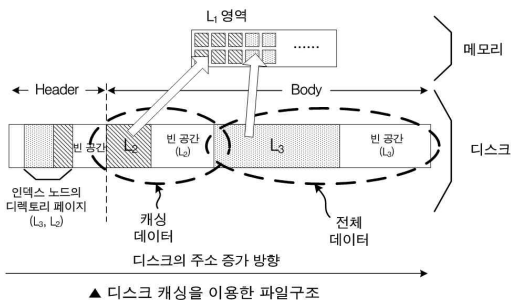 L₁ 영역
······
메모리
Header
Body
빈 공간
L₂
빈 공간
(L₂)
L₃
빈 공간
(L₃)
디스크
인덱스 노드의
디렉토리 페이지
(L₃, L₂)
캐싱
데이터
전체
데이터
디스크의 주소 증가 방향
▲ 디스크 캐싱을 이용한 파일구조